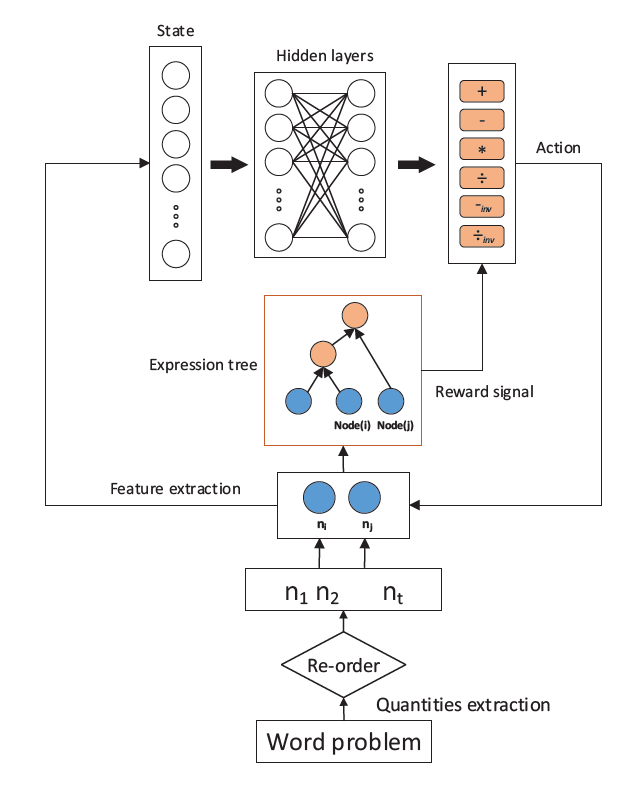 State
Hidden layers
+
-
*
÷
-inv
÷inv
Action
Expression tree
Node(i) Node(j)
Reward signal
Feature extraction
ni nj
n1 n2 nt
Re-order
Quantities extraction
Word problem